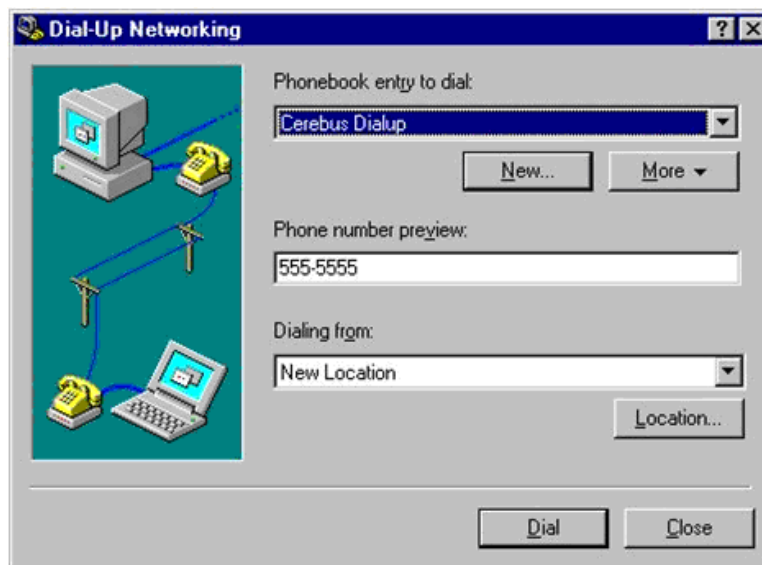 Dial-Up Networking
Phonebook entry to dial:
Cerebus Dialup
New... More
Phone number preview:
555-5555
Dialing from:
New Location
Location...
Dial Close